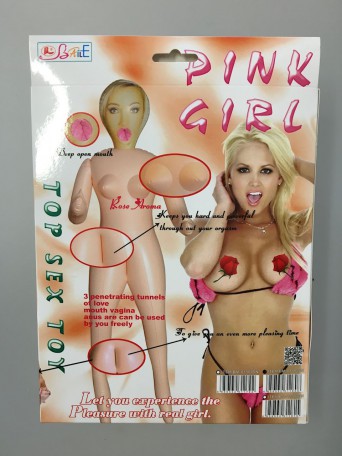 PINK
GIRL
Deep open mouth
TOP SEX TOY
Rose Aroma
Keeps you hard and powerful
through out your orgasm
3 penetrating tunnels
of love
mouth vagina
anus are can be used
by you freely
To give you an even more pleasing time
Let you experience the
Pleasure with real girl.